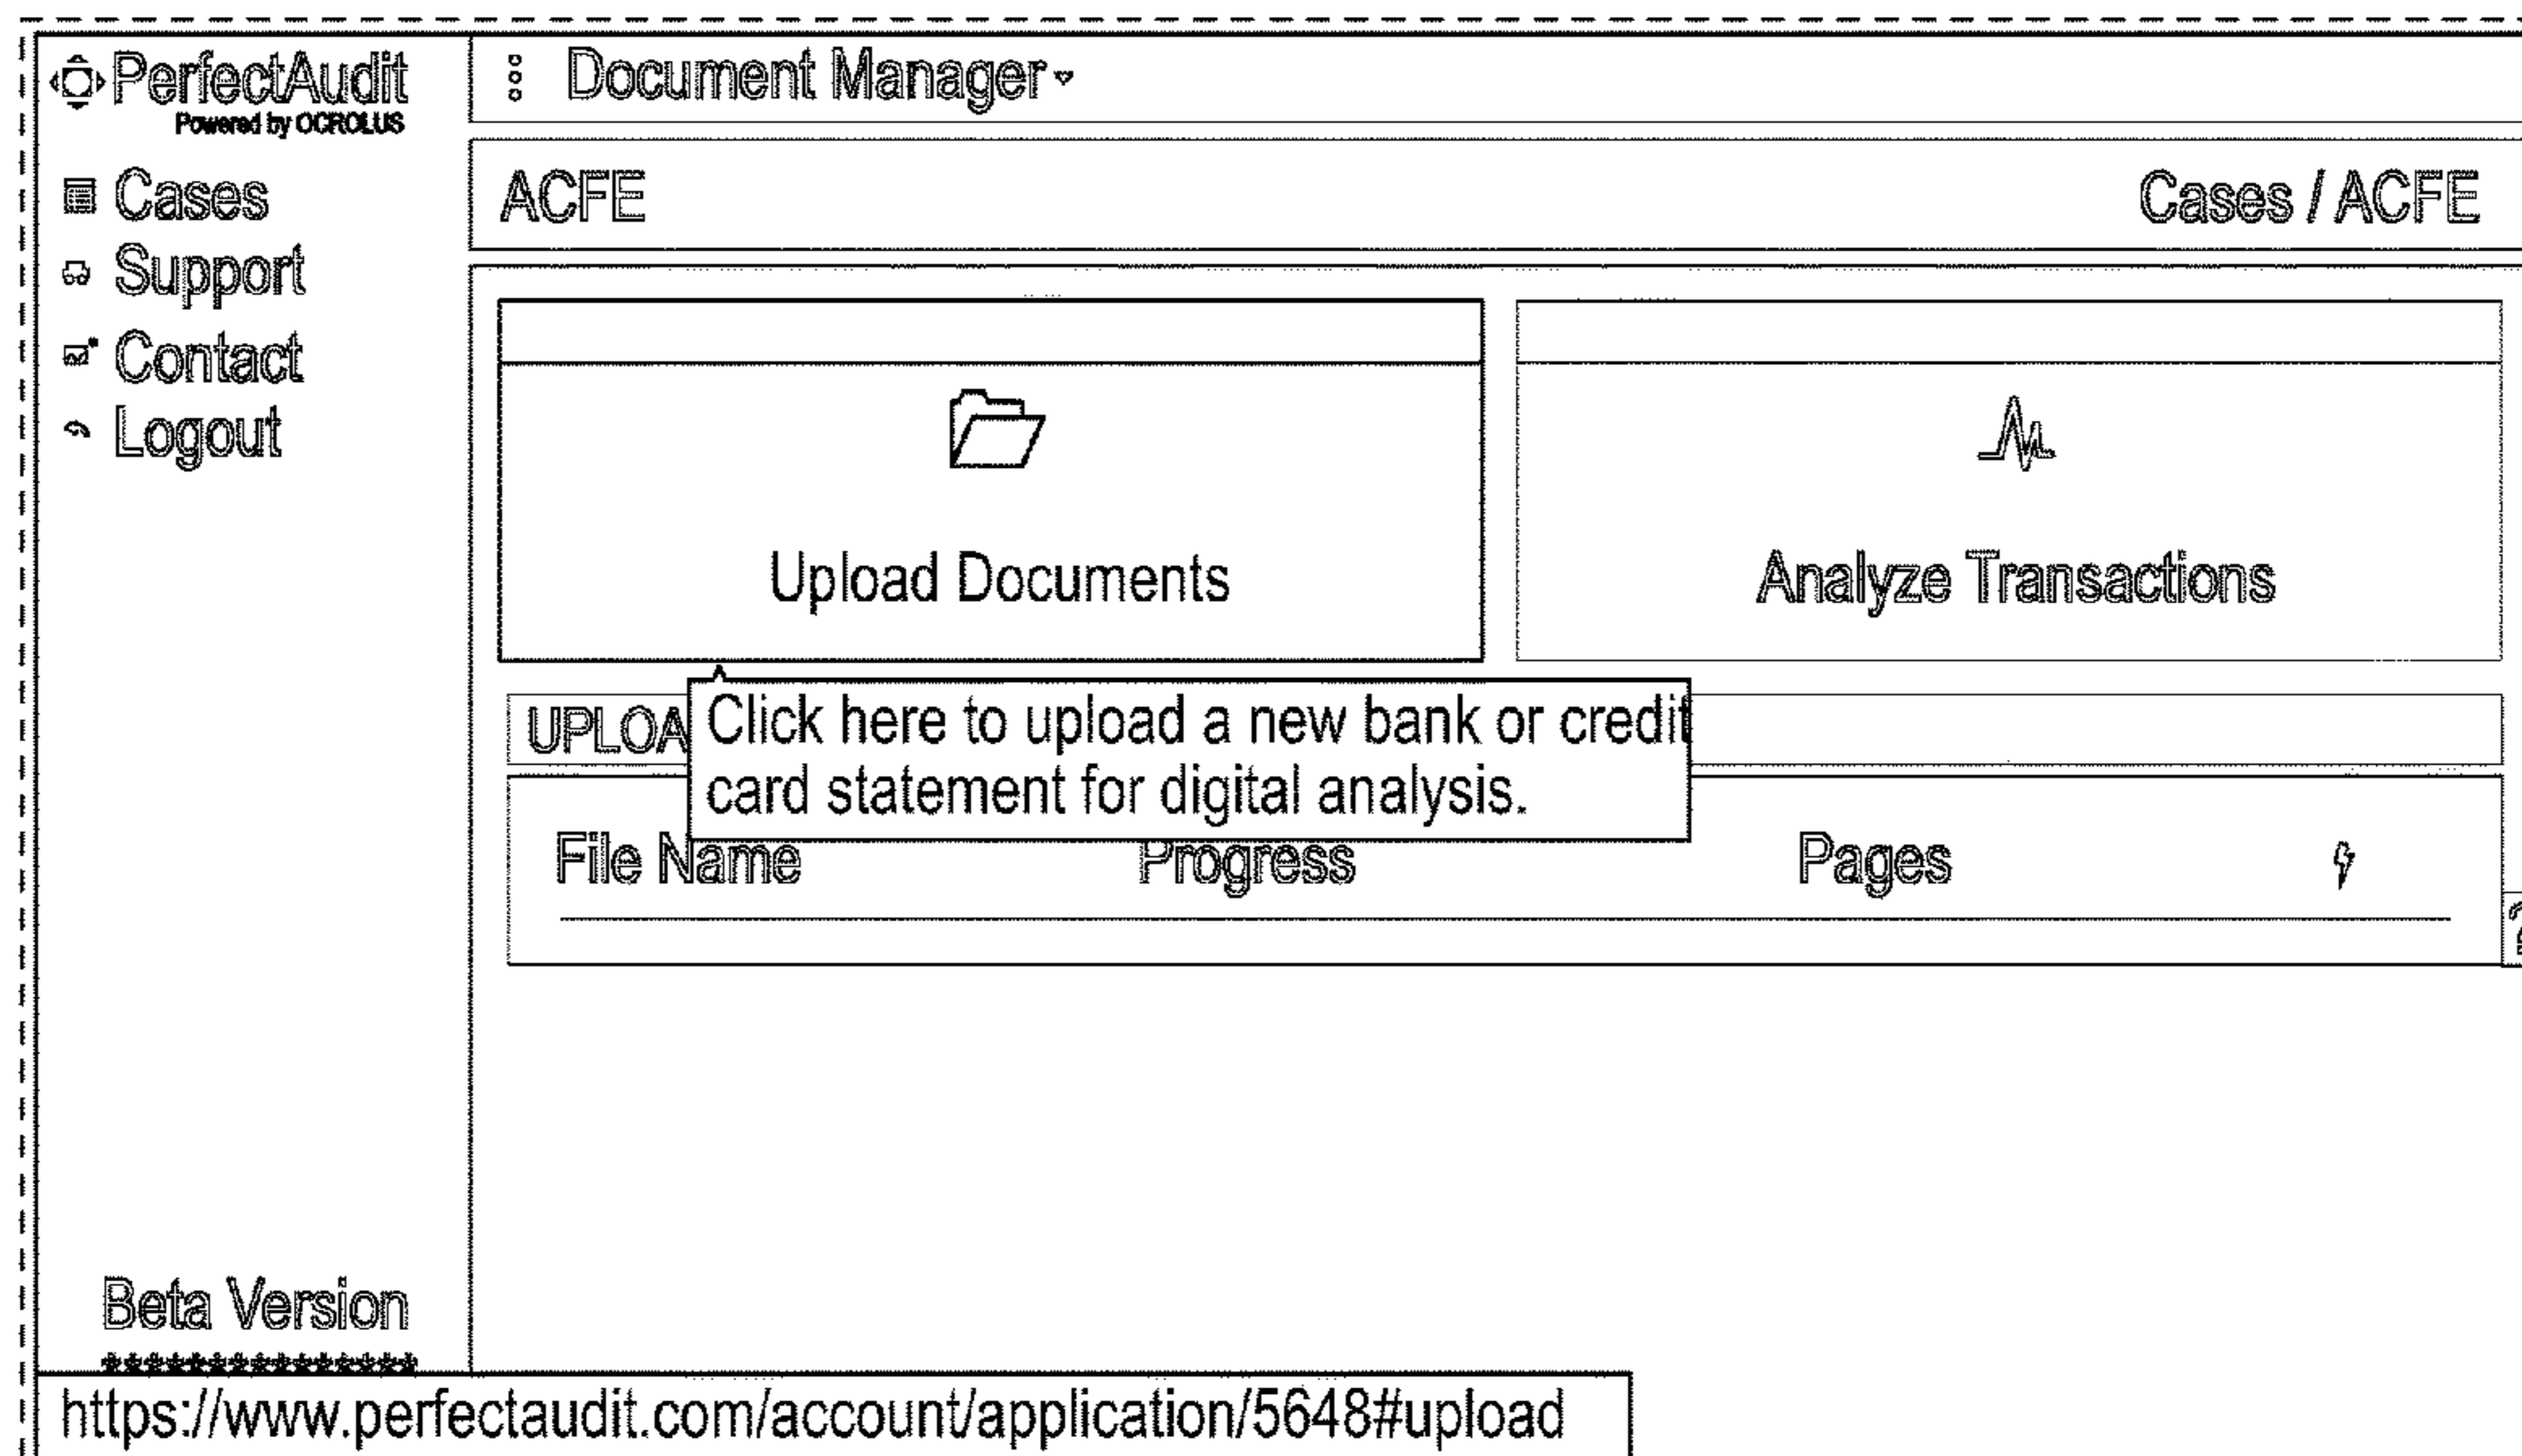 PerfectAudit
Powered by OCROLUS
Cases
Support
Contact
Logout
Beta Version
**************
Document Manager
ACFE
Cases / ACFE
Upload Documents
Analyze Transactions
UPLOA
Click here to upload a new bank or credit
card statement for digital analysis.
File Name Progress Pages
https://www.perfectaudit.com/account/application/5648#upload